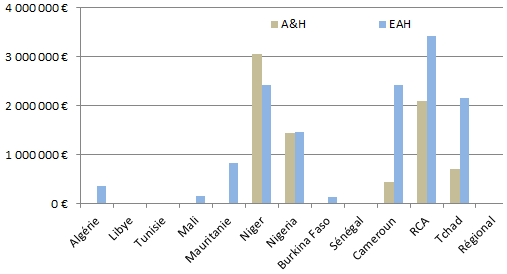 4 000 000 €
A&H
EAH
3 000 000 €
2 000 000 €
1 000 000 €
0 €
Algérie
Libye
Tunisie
Mali
Mauritanie
Niger
Nigeria
Burkina Faso
Sénégal
Cameroun
RCA
Tchad
Régional